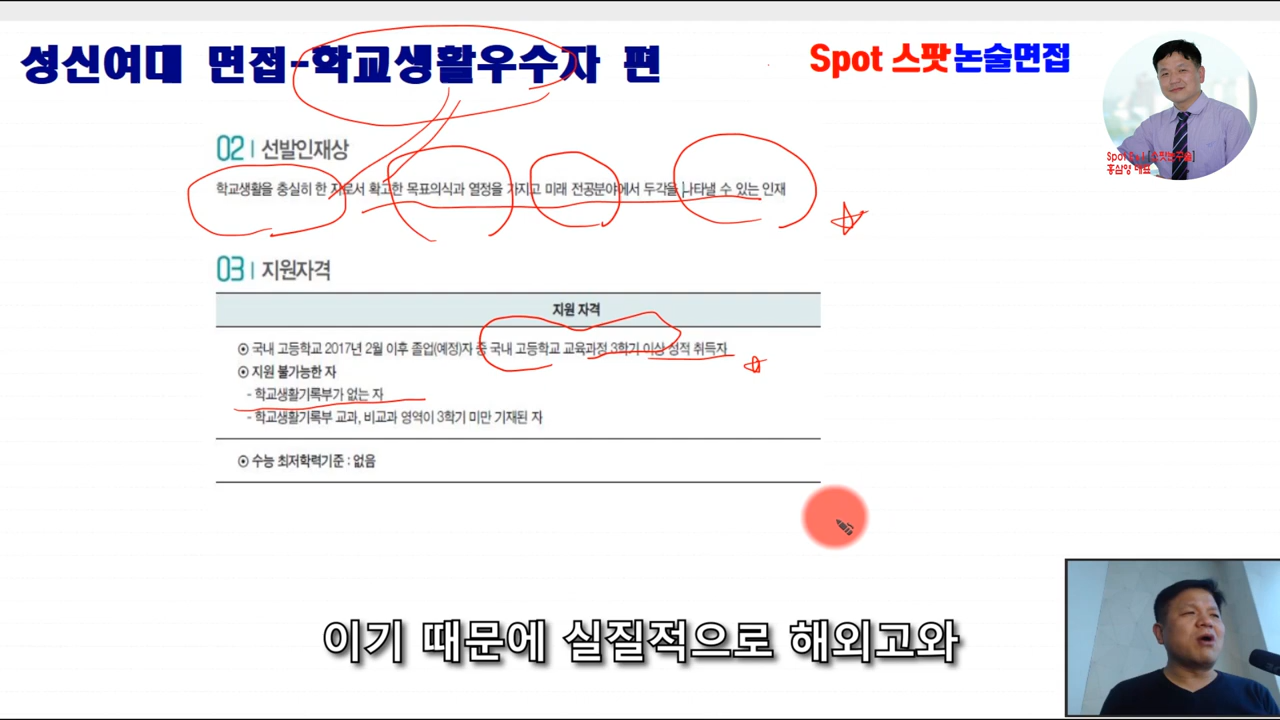 성신여대 면접-학교생활우수자 편
Spot 스팟 논술면접
홍삼영 대표
02 | 선발인재상
학교생활을 충실히 한 자로서 확고한 목표의식과 열정을 가지고 미래 전공분야에서 두각을 나타낼 수 있는 인재
03 | 지원자격
지원 자격
⊙ 국내 고등학교 2017년 2월 이후 졸업(예정)자 중 국내 고등학교 교육과정 3학기 이상 성적 취득자
⊙ 지원 불가능한 자
- 학교생활기록부가 없는 자
- 학교생활기록부 교과, 비교과 영역이 3학기 미만 기재된 자
⊙ 수능 최저학력기준 : 없음
이기 때문에 실질적으로 해외고와